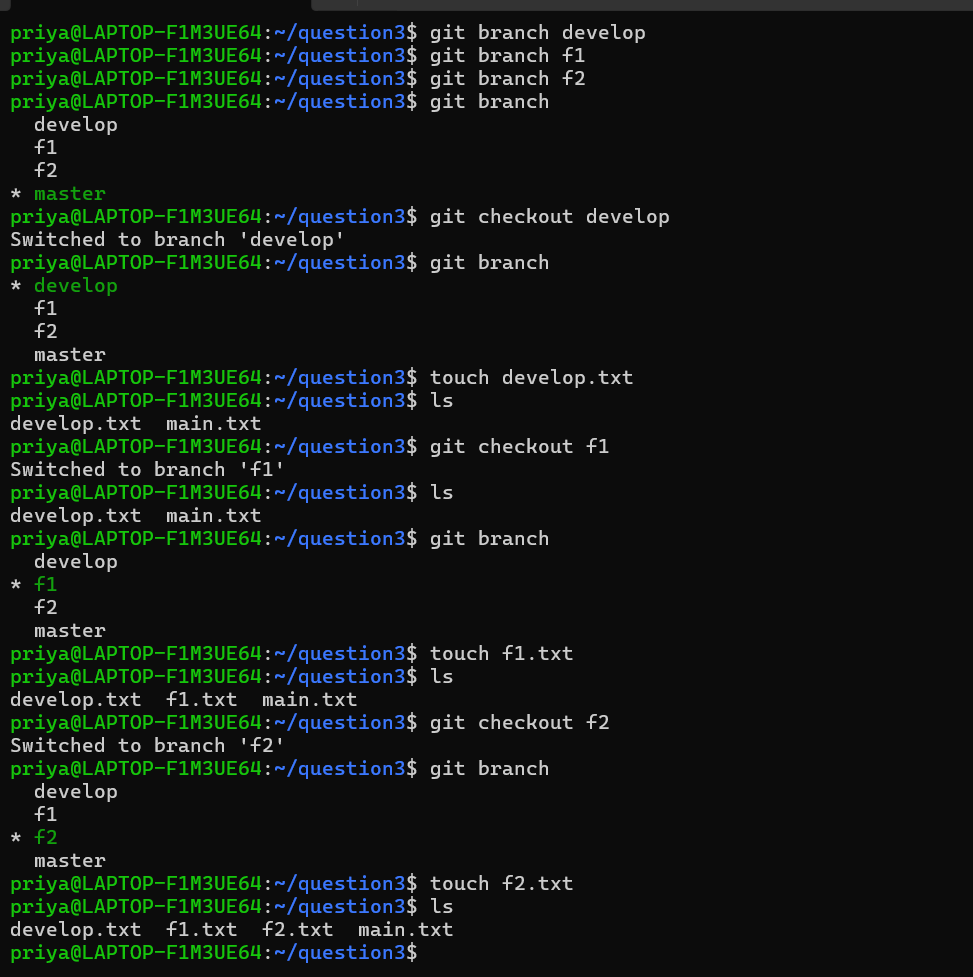 priya@LAPTOP-F1M3UE64:~/question3$ git branch develop
priya@LAPTOP-F1M3UE64:~/question3$ git branch f1
priya@LAPTOP-F1M3UE64:~/question3$ git branch f2
priya@LAPTOP-F1M3UE64:~/question3$ git branch
  develop
  f1
  f2
* master
priya@LAPTOP-F1M3UE64:~/question3$ git checkout develop
Switched to branch 'develop'
priya@LAPTOP-F1M3UE64:~/question3$ git branch
* develop
  f1
  f2
  master
priya@LAPTOP-F1M3UE64:~/question3$ touch develop.txt
priya@LAPTOP-F1M3UE64:~/question3$ ls
develop.txt  main.txt
priya@LAPTOP-F1M3UE64:~/question3$ git checkout f1
Switched to branch 'f1'
priya@LAPTOP-F1M3UE64:~/question3$ ls
develop.txt  main.txt
priya@LAPTOP-F1M3UE64:~/question3$ git branch
  develop
* f1
  f2
  master
priya@LAPTOP-F1M3UE64:~/question3$ touch f1.txt
priya@LAPTOP-F1M3UE64:~/question3$ ls
develop.txt  f1.txt  main.txt
priya@LAPTOP-F1M3UE64:~/question3$ git checkout f2
Switched to branch 'f2'
priya@LAPTOP-F1M3UE64:~/question3$ git branch
  develop
  f1
* f2
  master
priya@LAPTOP-F1M3UE64:~/question3$ touch f2.txt
priya@LAPTOP-F1M3UE64:~/question3$ ls
develop.txt  f1.txt  f2.txt  main.txt
priya@LAPTOP-F1M3UE64:~/question3$